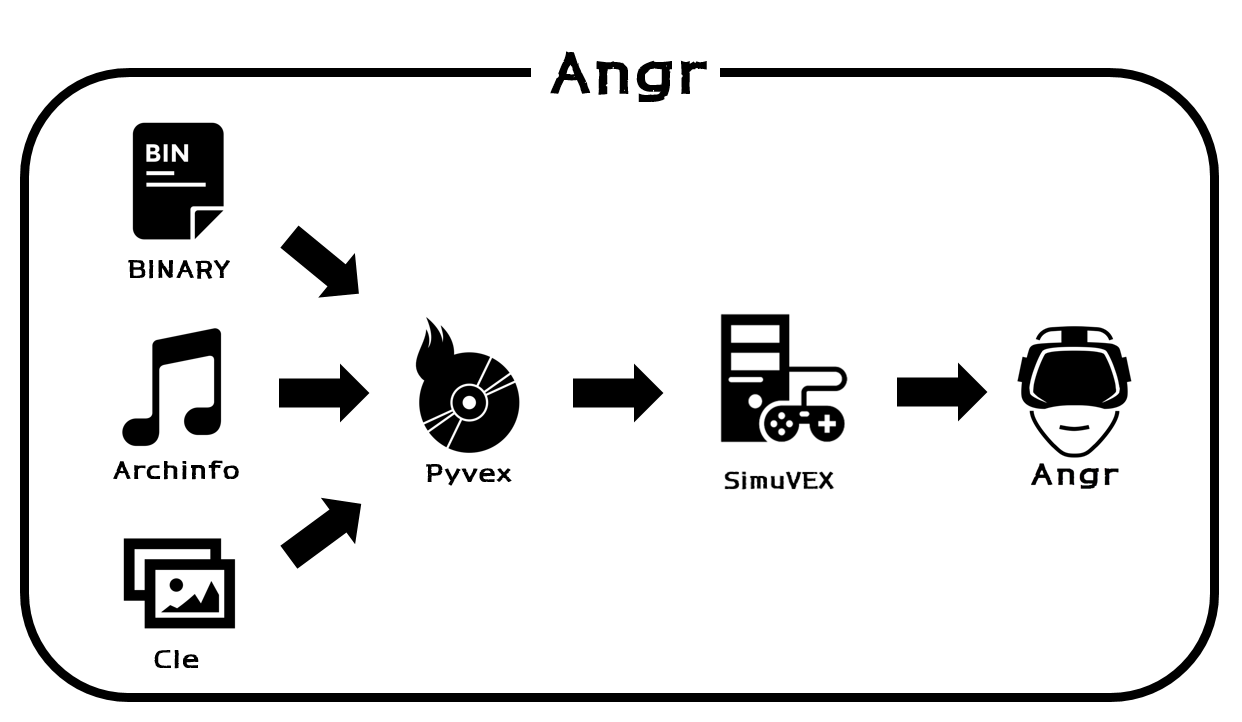 Angr
BIN
BINARY
Archinfo
Pyvex
SimuVEX
Angr
Cle